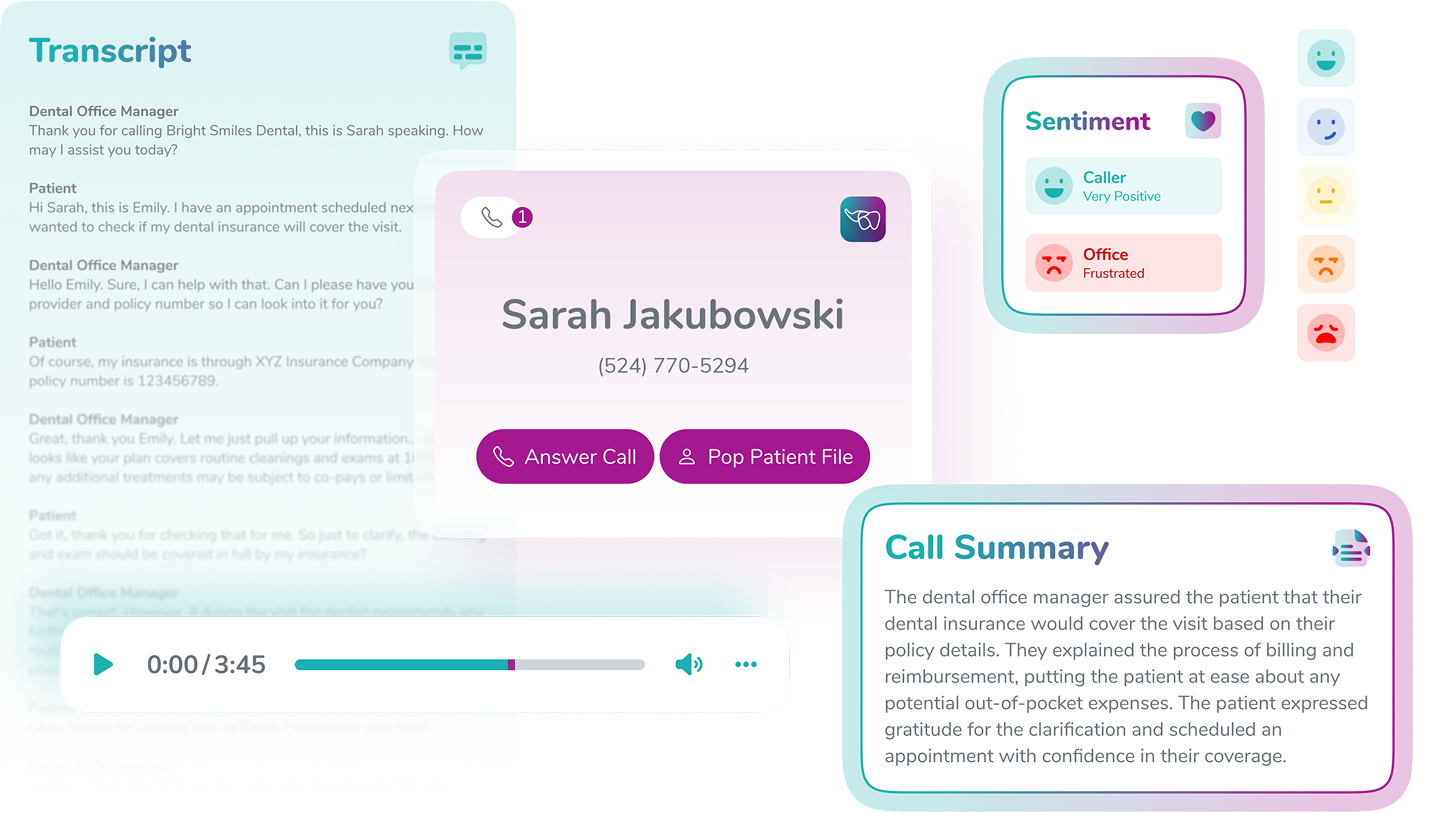 Transcript
Dental Office Manager
Thank you for calling Bright Smiles Dental, this is Sarah speaking. How
may I assist you today?
Patient
Hi Sarah, this is Emily. I have an appointment scheduled nex
wanted to check if my dental insurance will cover the visit.
Dental Office Manager
Hello Emily. Sure, I can help with that. Can I please have you
provider and policy number so I can look into it for you?
Patient
Of course, my insurance is through XYZ Insurance Company
policy number is 123456789.
Dental Office Manager
Great, thank you Emily. Let me just pull up your information...
looks like your plan covers routine cleanings and exams at 10
any additional treatments may be subject to co-pays or limit
Patient
Got it, thank you for checking that for me. So just to clarify, the cleaning
and exam should be covered in full by my insurance?
Dental Office Manager
That's correct. However, if during the visit the dentist recommends any
Patient
Okay, thanks for clearing that up Sarah. I appreciate your help!
Dental Office Manager
1
Sarah Jakubowski
(524) 770-5294
Answer Call
Pop Patient File
0:00/3:45
Sentiment
Caller
Very Positive
Office
Frustrated
Call Summary
The dental office manager assured the patient that their
dental insurance would cover the visit based on their
policy details. They explained the process of billing and
reimbursement, putting the patient at ease about any
potential out-of-pocket expenses. The patient expressed
gratitude for the clarification and scheduled an
appointment with confidence in their coverage.